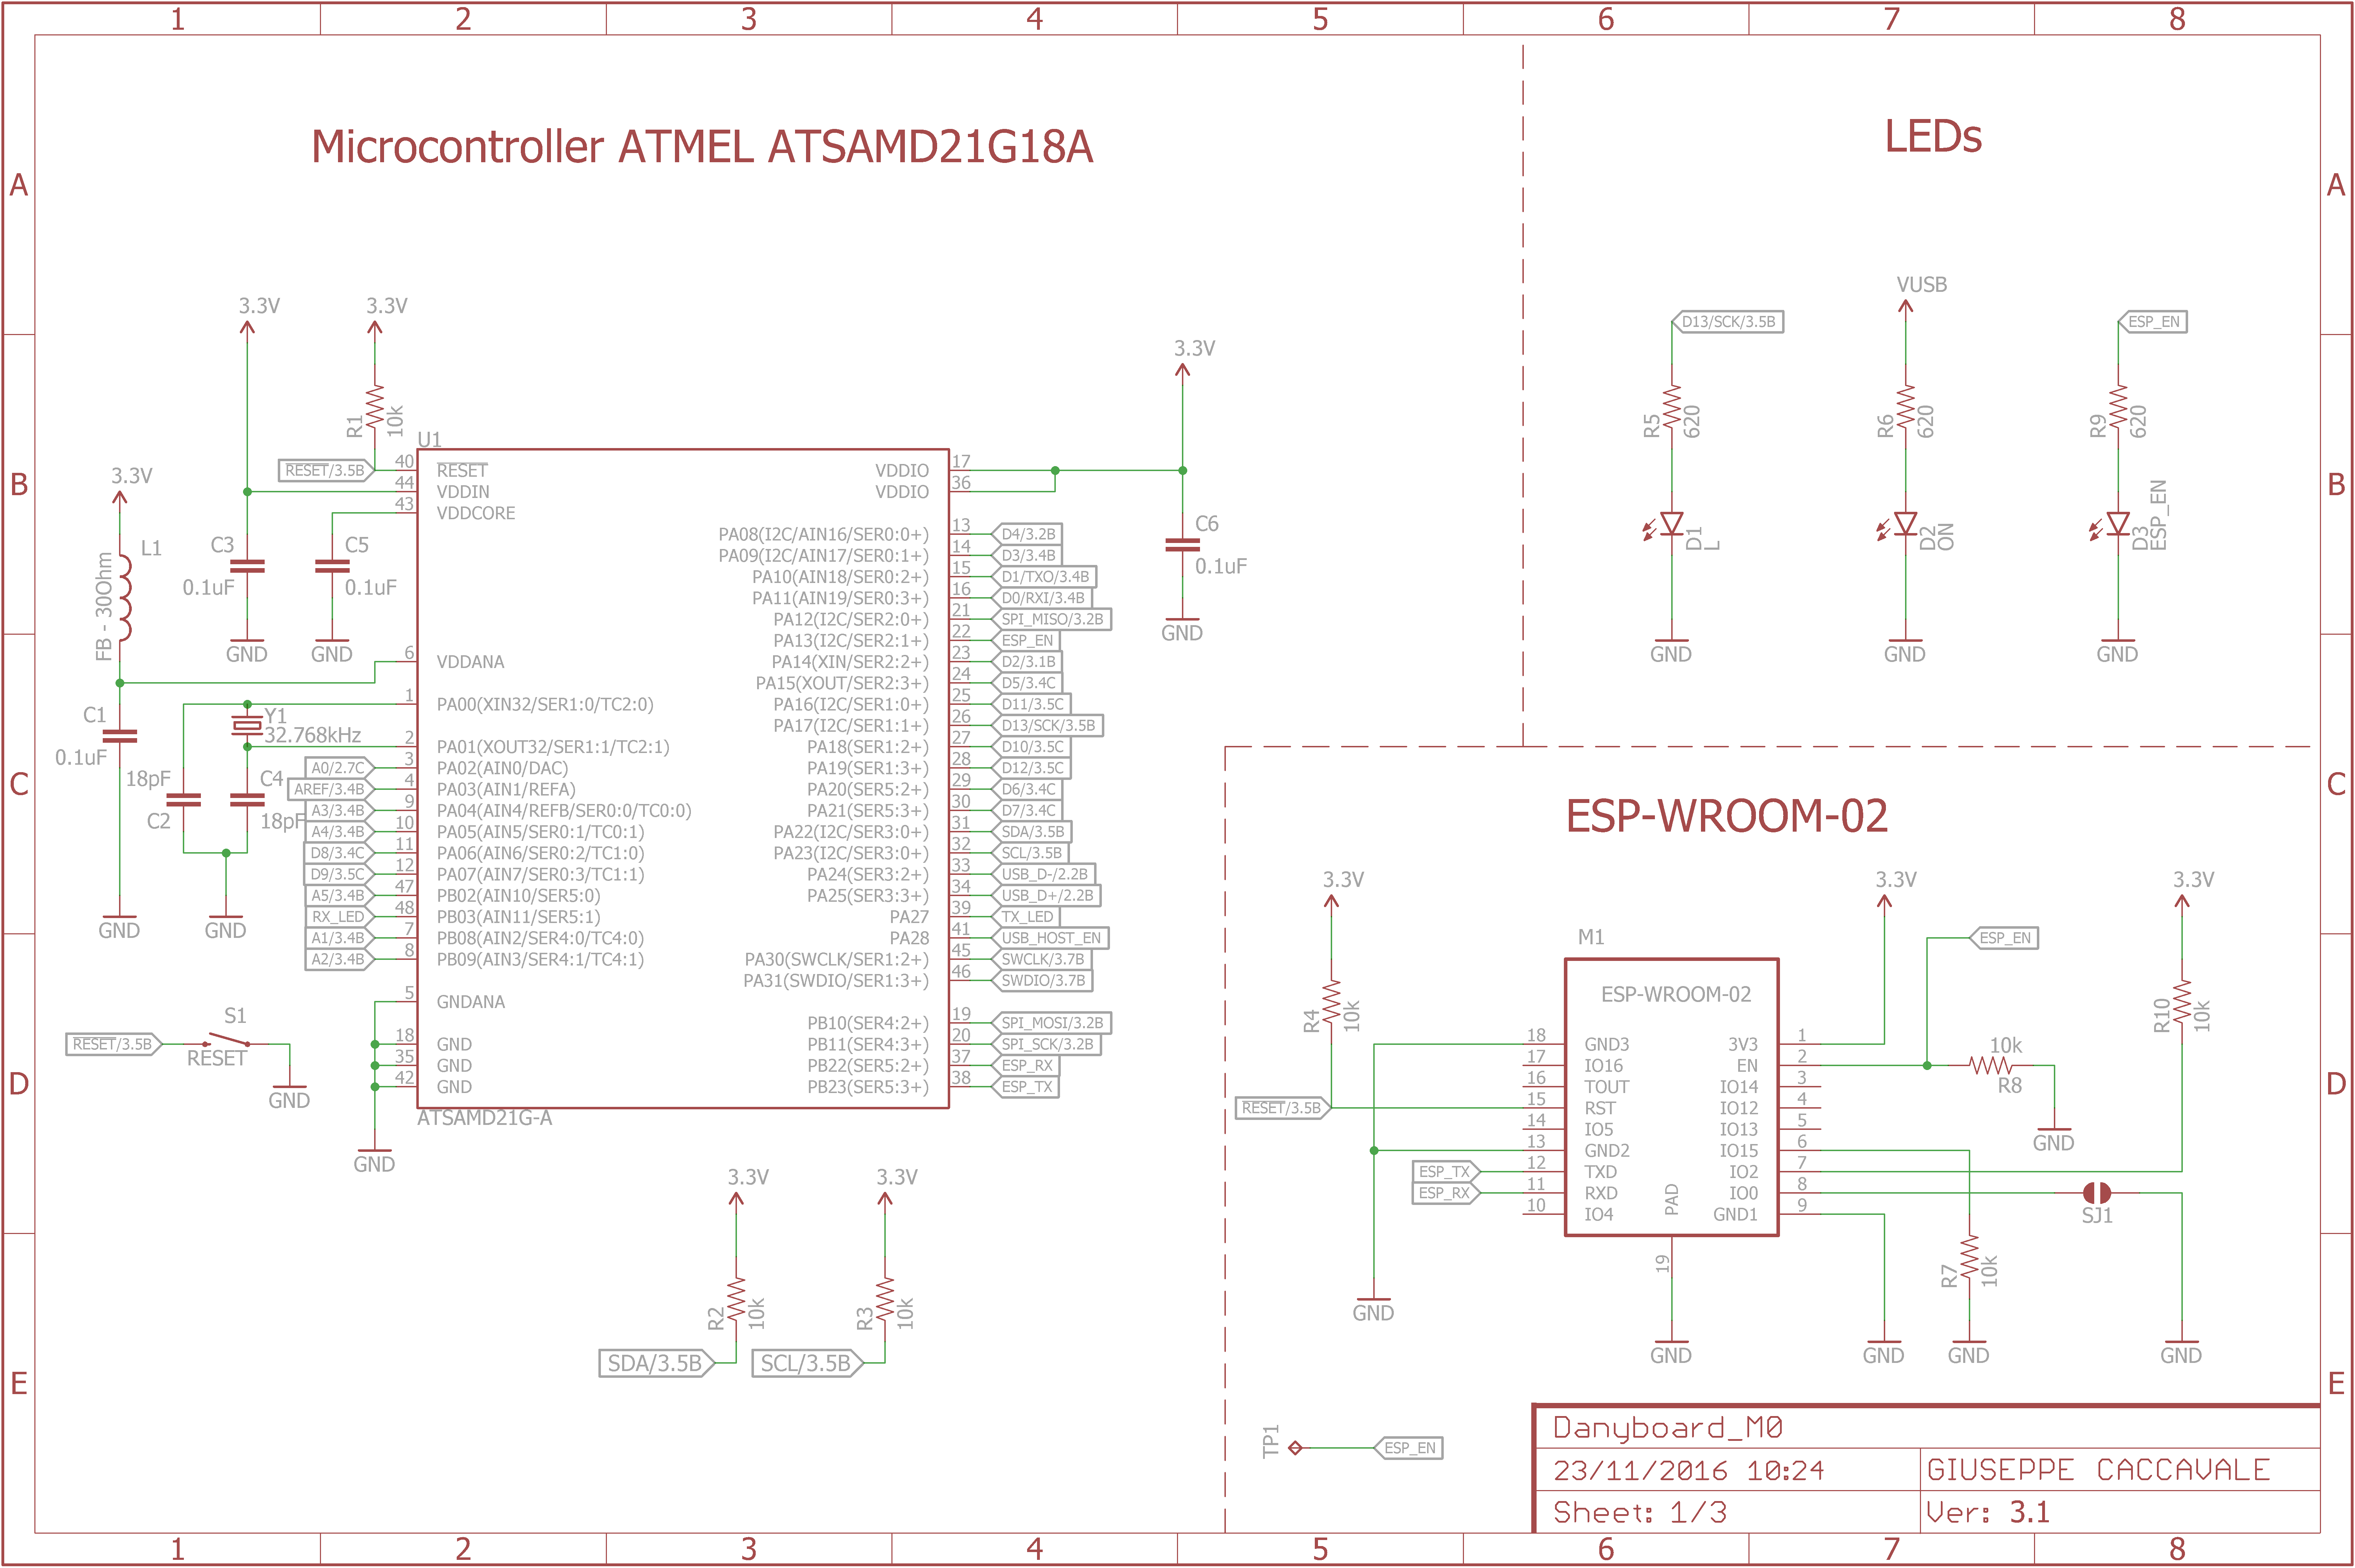 1 2 3 4 5 6 7 8
A A
B B
C C
D D
E E
Microcontroller ATMEL ATSAMD21G18A
3.3V
3.3V
R1
10k
RESET/3.5B
3.3V
L1
FB - 30Ohm
C3
0.1uF
GND
C5
0.1uF
GND
C1
0.1uF
GND
Y1
32.768kHz
18pF
C2
C4
18pF
GND
A0/2.7C
AREF/3.4B
A3/3.4B
A4/3.4B
D8/3.4C
D9/3.5C
A5/3.4B
RX_LED
A1/3.4B
A2/3.4B
S1
RESET/3.5B
RESET
GND
GND
U1
40 RESET
44 VDDIN
43 VDDCORE
6 VDDANA
1 PA00(XIN32/SER1:0/TC2:0)
2 PA01(XOUT32/SER1:1/TC2:1)
3 PA02(AIN0/DAC)
4 PA03(AIN1/REFA)
9 PA04(AIN4/REFB/SER0:0/TC0:0)
10 PA05(AIN5/SER0:1/TC0:1)
11 PA06(AIN6/SER0:2/TC1:0)
12 PA07(AIN7/SER0:3/TC1:1)
47 PB02(AIN10/SER5:0)
48 PB03(AIN11/SER5:1)
7 PB08(AIN2/SER4:0/TC4:0)
8 PB09(AIN3/SER4:1/TC4:1)
5 GNDANA
18 GND
35 GND
42 GND
ATSAMD21G-A
VDDIO 17
VDDIO 36
PA08(I2C/AIN16/SER0:0+) 13 D4/3.2B
PA09(I2C/AIN17/SER0:1+) 14 D3/3.4B
PA10(AIN18/SER0:2+) 15 D1/TXO/3.4B
PA11(AIN19/SER0:3+) 16 D0/RXI/3.4B
PA12(I2C/SER2:0+) 21 SPI_MISO/3.2B
PA13(I2C/SER2:1+) 22 ESP_EN
PA14(XIN/SER2:2+) 23 D2/3.1B
PA15(XOUT/SER2:3+) 24 D5/3.4C
PA16(I2C/SER1:0+) 25 D11/3.5C
PA17(I2C/SER1:1+) 26 D13/SCK/3.5B
PA18(SER1:2+) 27 D10/3.5C
PA19(SER1:3+) 28 D12/3.5C
PA20(SER5:2+) 29 D6/3.4C
PA21(SER5:3+) 30 D7/3.4C
PA22(I2C/SER3:0+) 31 SDA/3.5B
PA23(I2C/SER3:0+) 32 SCL/3.5B
PA24(SER3:2+) 33 USB_D-/2.2B
PA25(SER3:3+) 34 USB_D+/2.2B
PA27 39 TX_LED
PA28 41 USB_HOST_EN
PA30(SWCLK/SER1:2+) 45 SWCLK/3.7B
PA31(SWDIO/SER1:3+) 46 SWDIO/3.7B
PB10(SER4:2+) 19 SPI_MOSI/3.2B
PB11(SER4:3+) 20 SPI_SCK/3.2B
PB22(SER5:2+) 37 ESP_RX
PB23(SER5:3+) 38 ESP_TX
3.3V
C6
0.1uF
GND
3.3V
R2
10k
SDA/3.5B
3.3V
R3
10k
SCL/3.5B
LEDs
D13/SCK/3.5B
R5
620
D1
L
GND
VUSB
R6
620
D2
ON
GND
ESP_EN
R9
620
D3
ESP_EN
GND
ESP-WROOM-02
3.3V
R4
10k
RESET/3.5B
ESP_TX
ESP_RX
GND
M1
ESP-WROOM-02
18 GND3
17 IO16
16 TOUT
15 RST
14 IO5
13 GND2
12 TXD
11 RXD
10 IO4
3V3 1
EN 2
IO14 3
IO12 4
IO13 5
IO15 6
IO2 7
IO0 8
GND1 9
PAD
19
GND
3.3V
ESP_EN
10k
R8
GND
3.3V
R10
10k
SJ1
R7
10k
GND
GND
GND
TP1
ESP_EN
Danyboard_M0
23/11/2016 10:24 GIUSEPPE CACCAVALE
Sheet: 1/3 Ver: 3.1
1 2 3 4 5 6 7 8